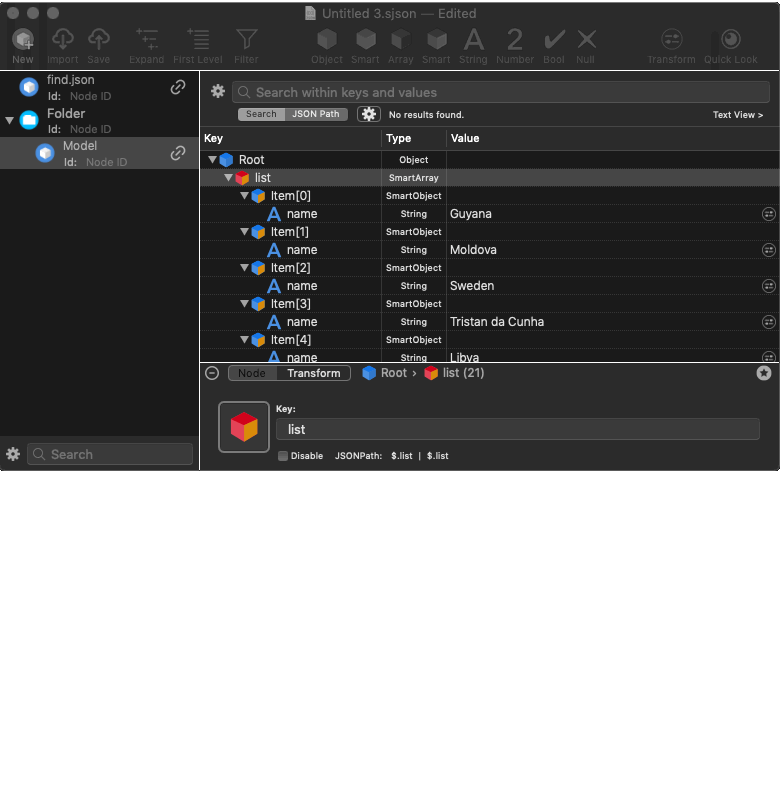 Untitled 3.sjson — Edited
New Import Save Expand First Level Filter Object Smart Array Smart String Number Bool Null Transform Quick Look
find.json
Id: Node ID
Folder
Id: Node ID
Model
Id: Node ID
Search
Search within keys and values
Search JSON Path No results found. Text View >
Key Type Value
Root Object
list SmartArray
Item[0] SmartObject
name String Guyana
Item[1] SmartObject
name String Moldova
Item[2] SmartObject
name String Sweden
Item[3] SmartObject
name String Tristan da Cunha
Item[4] SmartObject
name String Libya
Node Transform Root › list (21)
Key:
list
Disable JSONPath: $.list | $.list